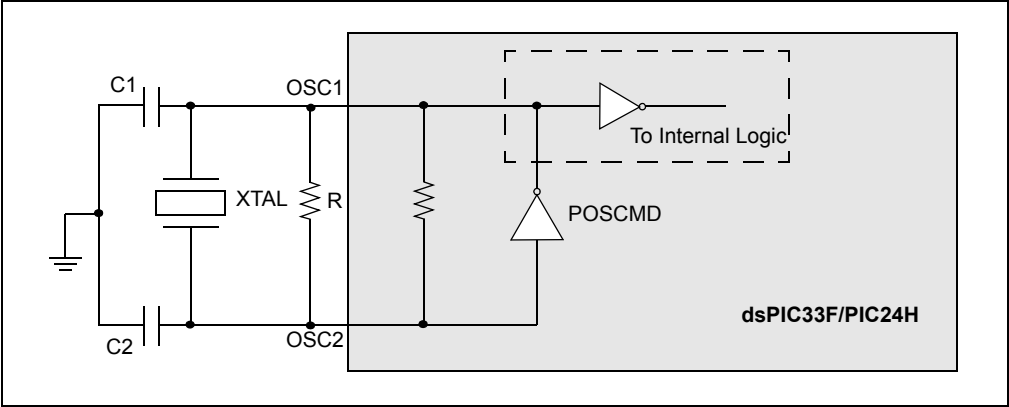 C1
OSC1
To Internal Logic
XTAL
R
POSCMD
dsPIC33F/PIC24H
C2
OSC2